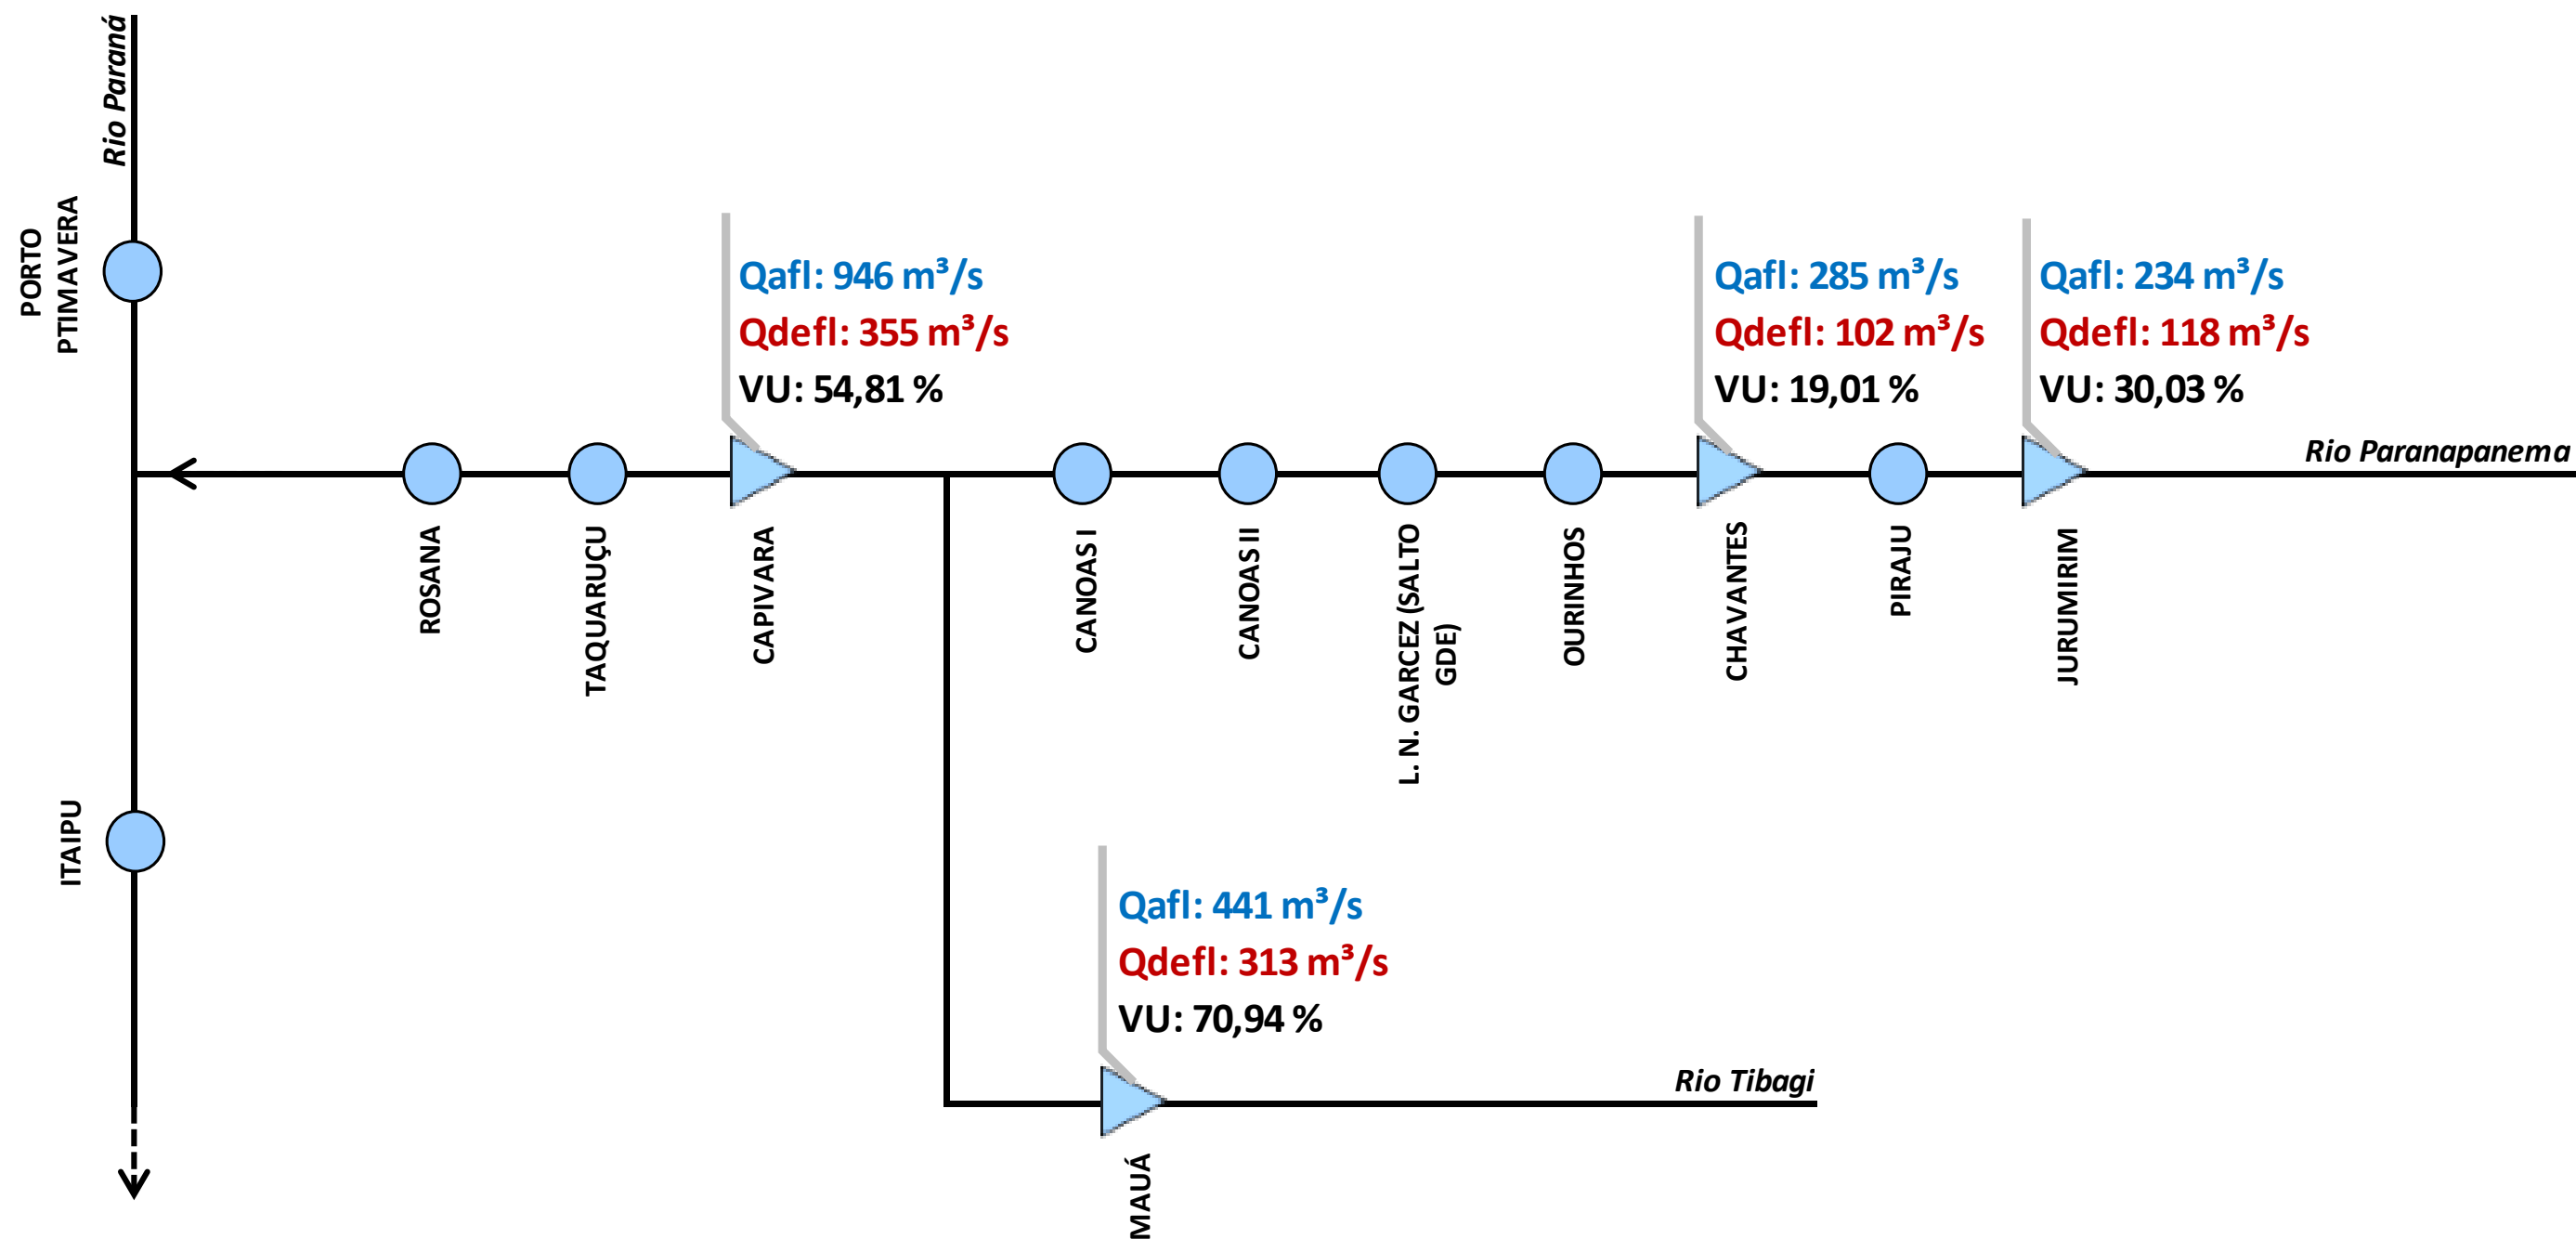 Rio Paraná
PORTO
PTIMAVERA
Qafl: 946 m³/s
Qdefl: 355 m³/s
VU: 54,81 %
Qafl: 285 m³/s
Qdefl: 102 m³/s
VU: 19,01 %
Qafl: 234 m³/s
Qdefl: 118 m³/s
VU: 30,03 %
Rio Paranapanema
ROSANA
TAQUARUÇU
CAPIVARA
CANOAS I
CANOAS II
L. N. GARCEZ (SALTO
GDE)
OURINHOS
CHAVANTES
PIRAJU
JURUMIRIM
ITAIPU
Qafl: 441 m³/s
Qdefl: 313 m³/s
VU: 70,94 %
Rio Tibagi
MAUÁ